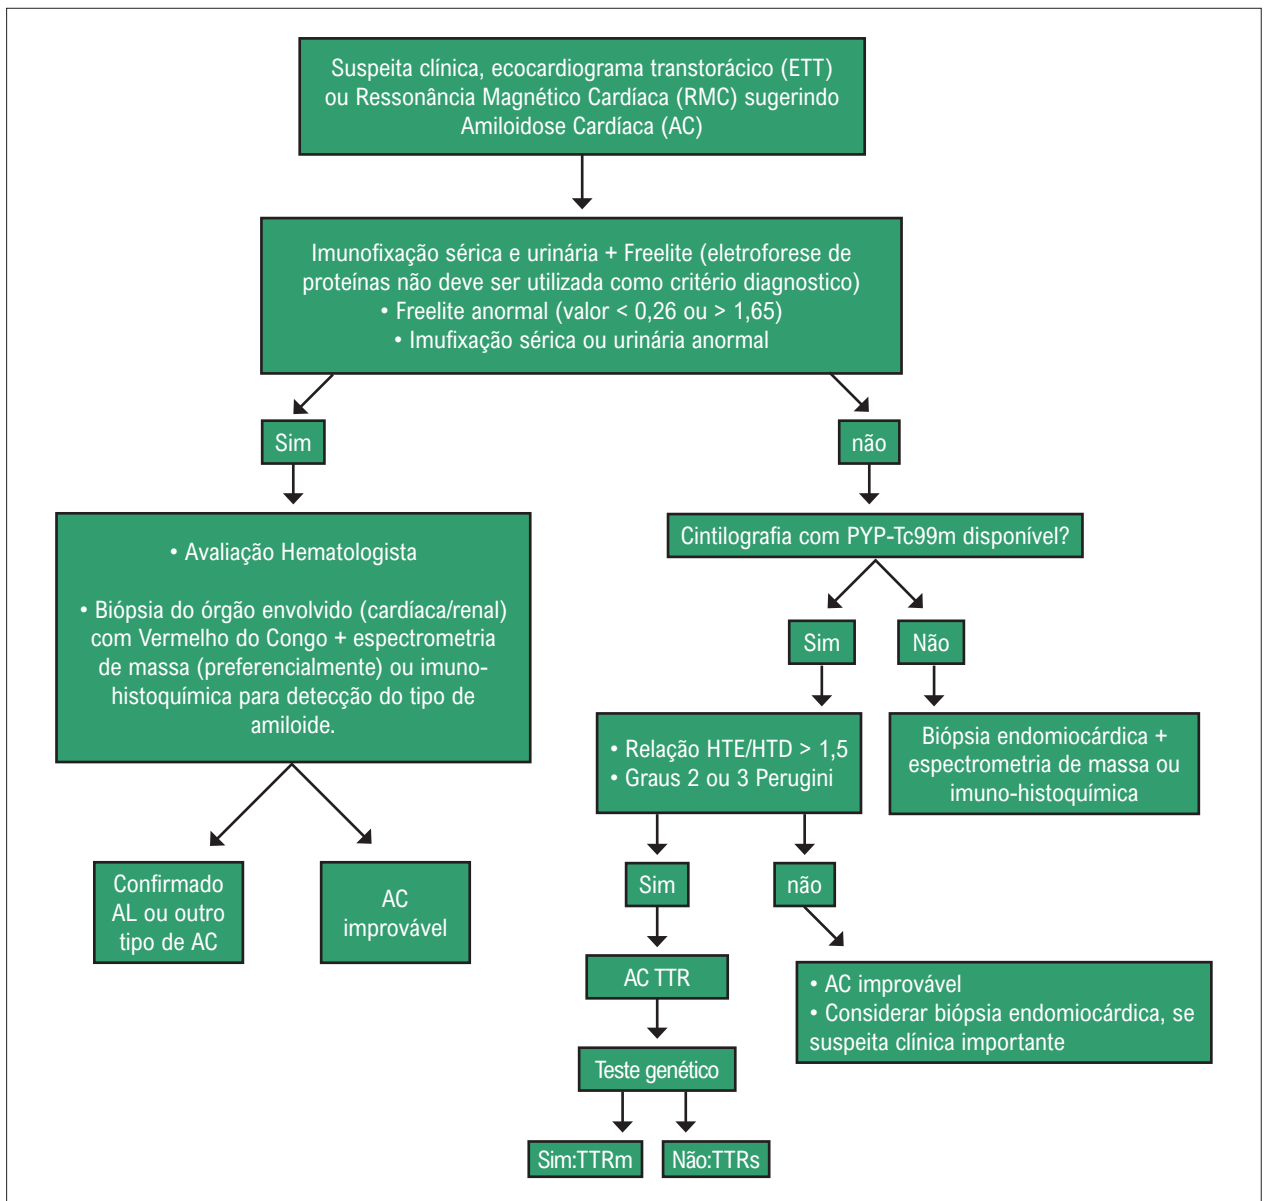 Suspeita clínica, ecocardiograma transtorácico (ETT)
ou Ressonância Magnético Cardíaca (RMC) sugerindo
Amiloidose Cardíaca (AC)
Imunofixação sérica e urinária + Freelite (eletroforese de
proteínas não deve ser utilizada como critério diagnostico)
• Freelite anormal (valor < 0,26 ou > 1,65)
• Imufixação sérica ou urinária anormal
Sim
não
• Avaliação Hematologista
• Biópsia do órgão envolvido (cardíaca/renal)
com Vermelho do Congo + espectrometria
de massa (preferencialmente) ou imuno-
histoquímica para detecção do tipo de
amiloide.
Cintilografia com PYP-Tc99m disponível?
Sim
Não
• Relação HTE/HTD > 1,5
• Graus 2 ou 3 Perugini
Biópsia endomiocárdica +
espectrometria de massa ou
imuno-histoquímica
Confirmado
AL ou outro
tipo de AC
AC
improvável
Sim
não
AC TTR
• AC improvável
• Considerar biópsia endomiocárdica, se
suspeita clínica importante
Teste genético
Sim:TTRm
Não:TTRs